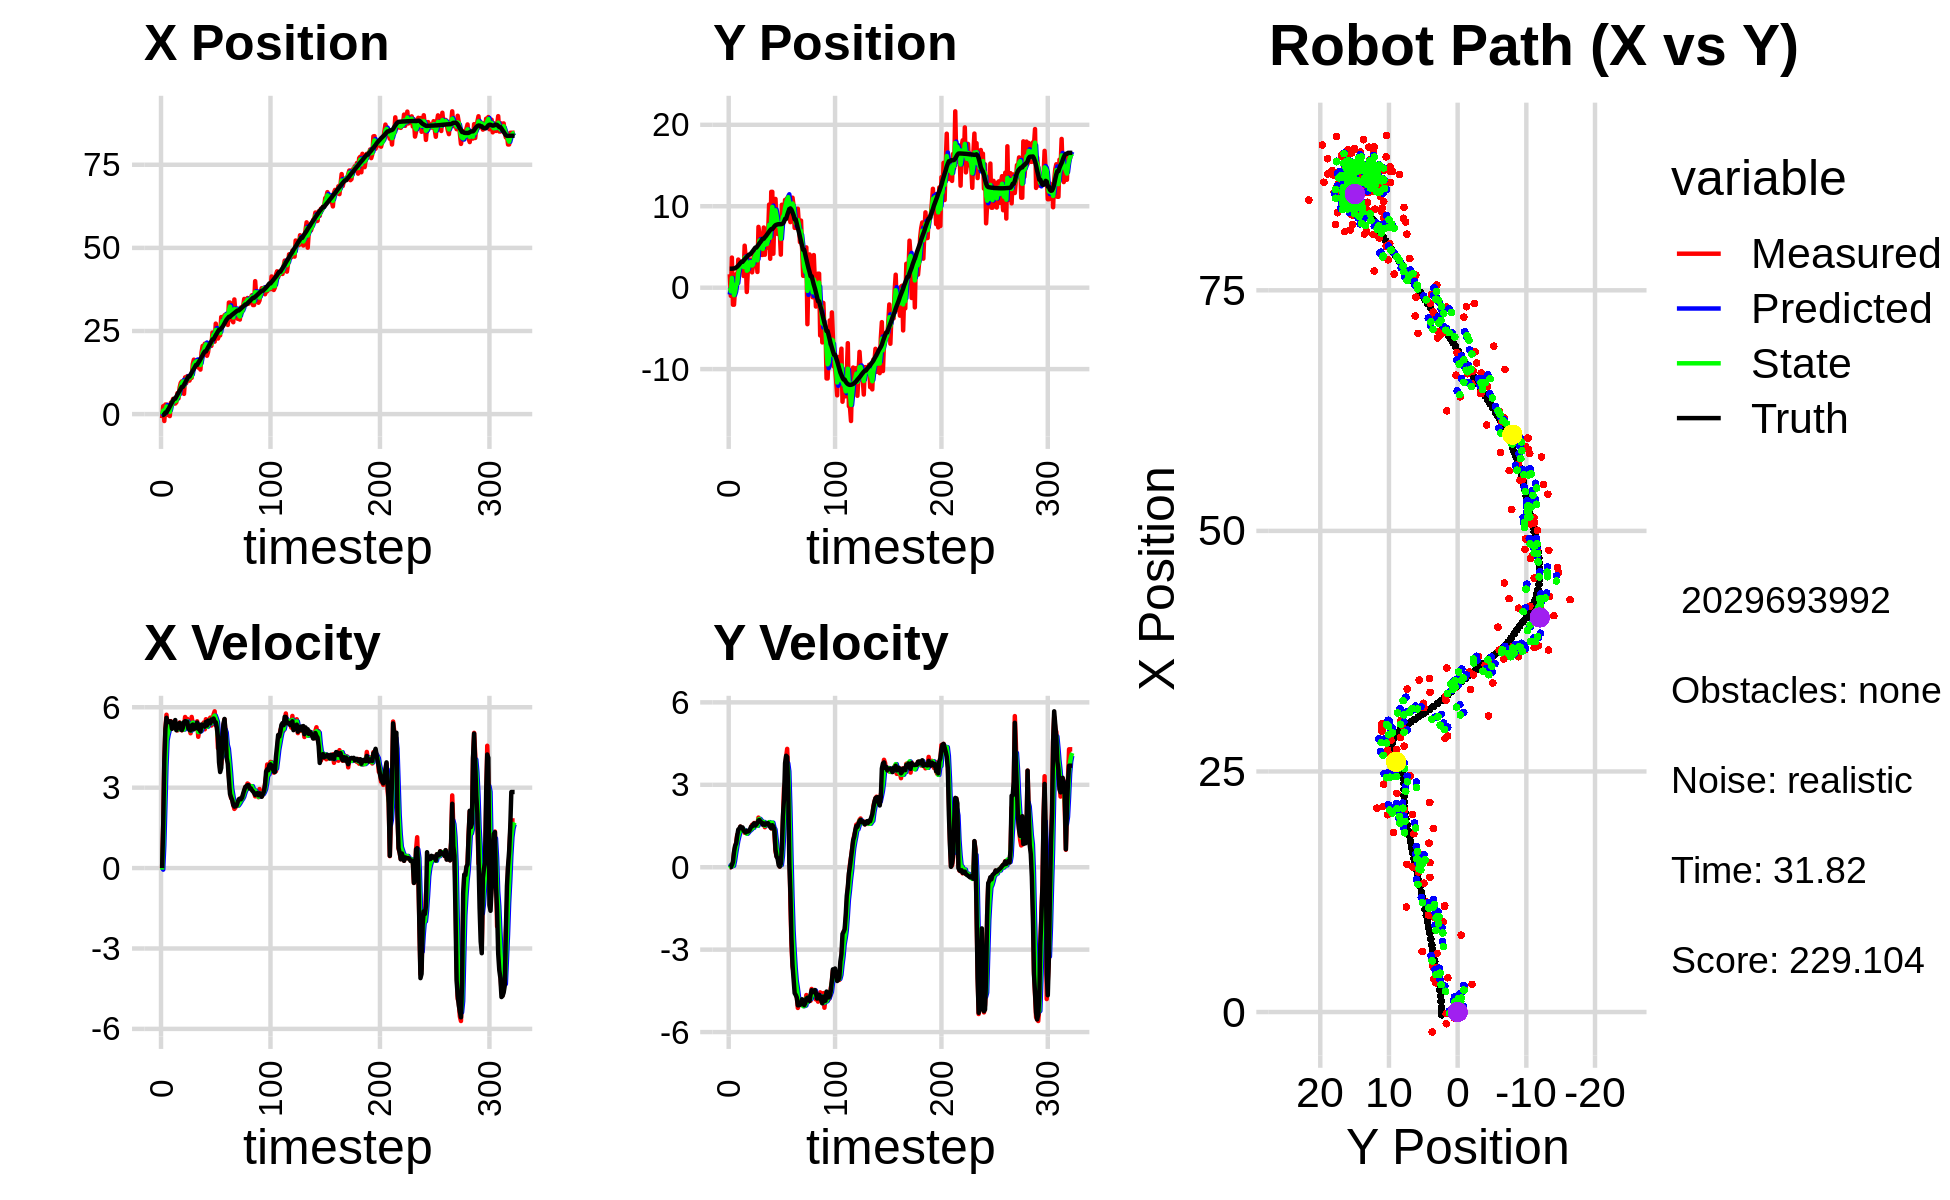 X Position
75
50
25
0
0
100
200
300
timestep
Y Position
20
10
0
-10
0
100
200
300
timestep
X Velocity
6
3
0
-3
-6
0
100
200
300
timestep
Y Velocity
6
3
0
-3
-6
0
100
200
300
timestep
Robot Path (X vs Y)
X Position
75
50
25
0
20 10 0 -10 -20
Y Position
variable
Measured
Predicted
State
Truth
2029693992
Obstacles: none
Noise: realistic
Time: 31.82
Score: 229.104